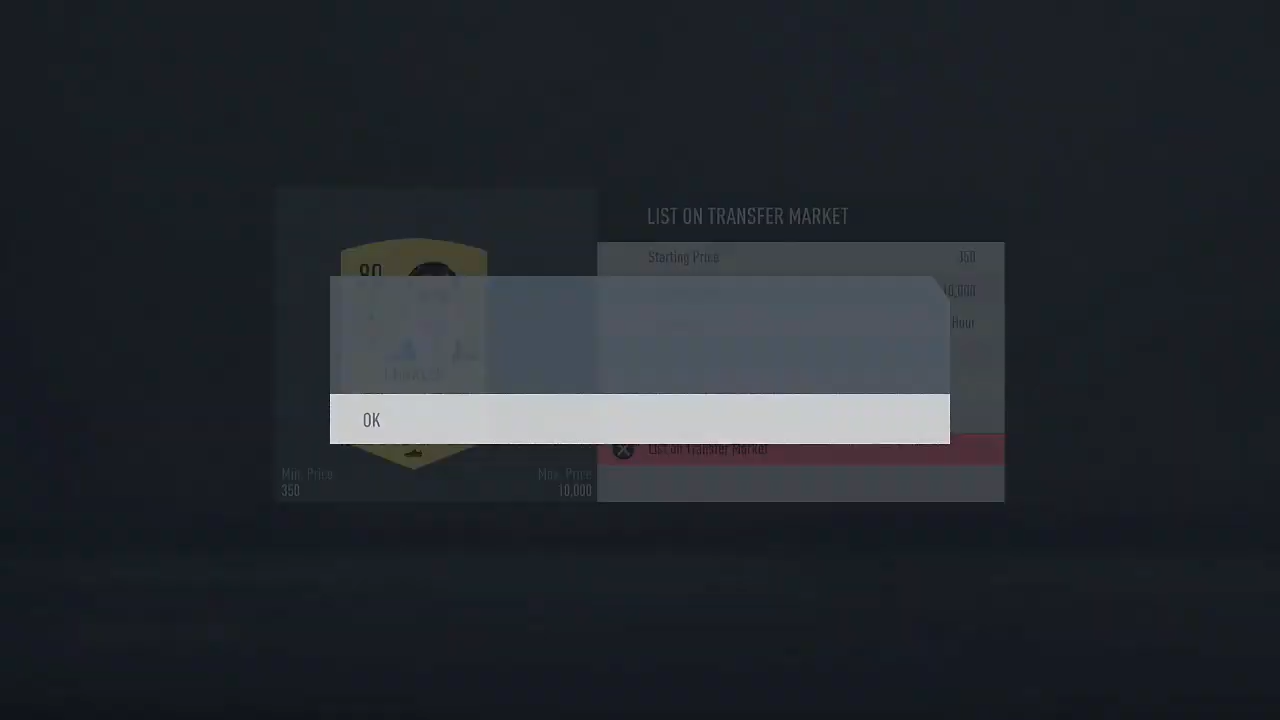 LIST ON TRANSFER MARKET
Starting Price 350
10,000
Hour
OK
List on Transfer Market
Min. Price
350
Max. Price
10,000